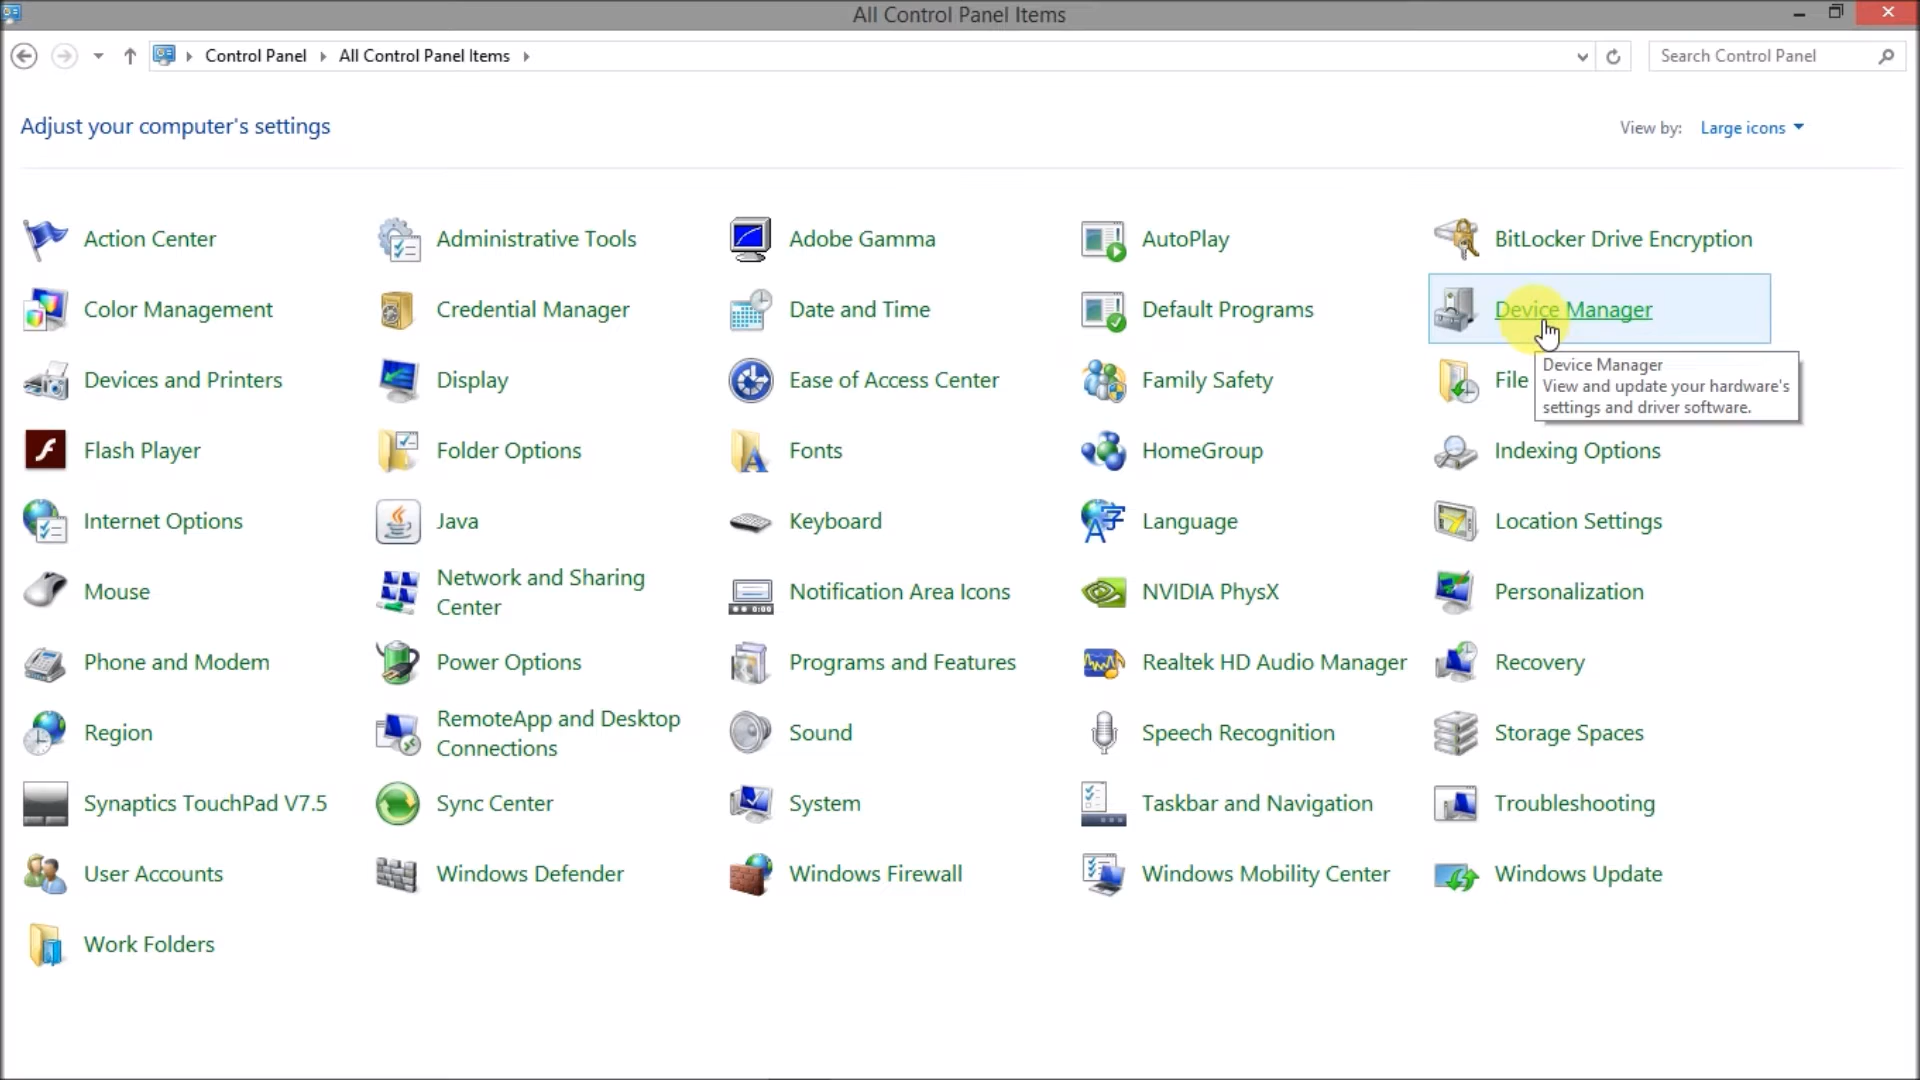 All Control Panel Items
Control Panel
All Control Panel Items
Search Control Panel
Adjust your computer's settings
View by:
Large icons
Action Center
Administrative Tools
Adobe Gamma
AutoPlay
BitLocker Drive Encryption
Color Management
Credential Manager
Date and Time
Default Programs
Device Manager
Devices and Printers
Display
Ease of Access Center
Family Safety
File
Device Manager
View and update your hardware's
settings and driver software.
Flash Player
Folder Options
Fonts
HomeGroup
Indexing Options
Internet Options
Java
Keyboard
Language
Location Settings
Mouse
Network and Sharing
Center
Notification Area Icons
NVIDIA PhysX
Personalization
Phone and Modem
Power Options
Programs and Features
Realtek HD Audio Manager
Recovery
Region
RemoteApp and Desktop
Connections
Sound
Speech Recognition
Storage Spaces
Synaptics TouchPad V7.5
Sync Center
System
Taskbar and Navigation
Troubleshooting
User Accounts
Windows Defender
Windows Firewall
Windows Mobility Center
Windows Update
Work Folders